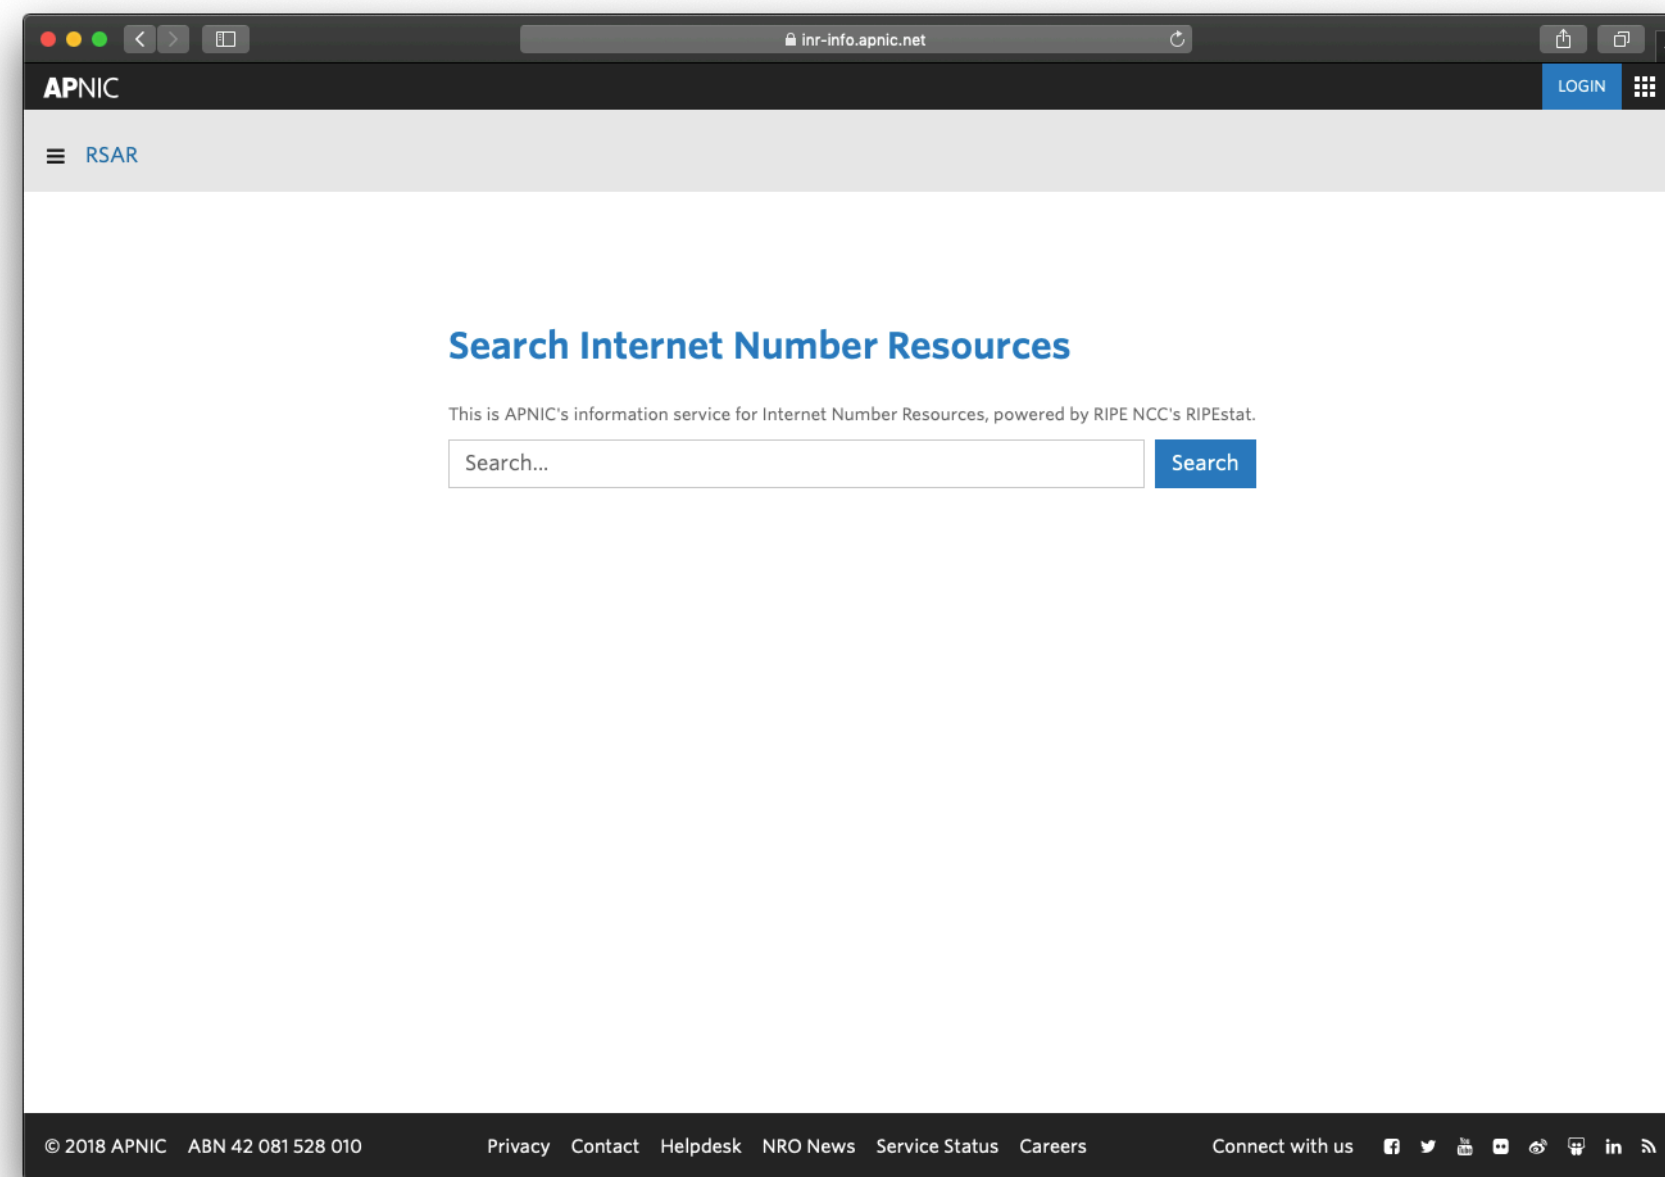 inr-info.apnic.net
APNIC
LOGIN
RSAR
Search Internet Number Resources
This is APNIC's information service for Internet Number Resources, powered by RIPE NCC's RIPEstat.
Search...
Search
© 2018 APNIC ABN 42 081 528 010 Privacy Contact Helpdesk NRO News Service Status Careers Connect with us